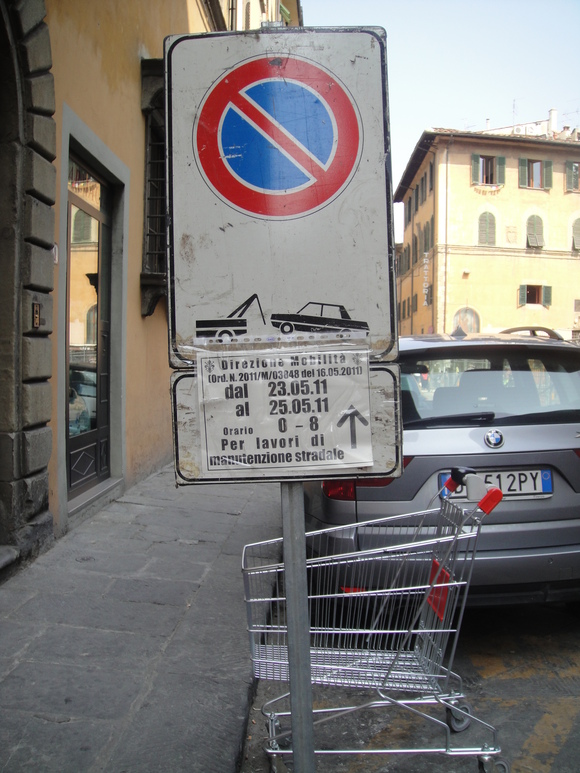 Direzione Mobilità
(Ord. N. 2011/M/03848 del 16.05.2011)
dal 23.05.11
al 25.05.11
Orario 0 - 8
Per lavori di
manutenzione stradale
512PY